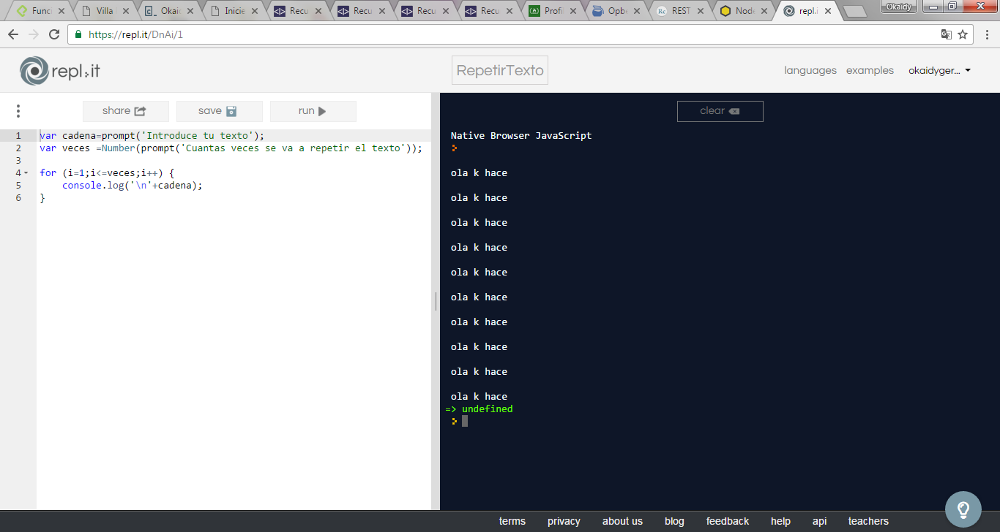 Func
Villa
Okai
Inicie
Recu
Recu
Recu
Recu
Profi
Opb
REST
Node
repl.i
Okaidy
https://repl.it/DnAi/1
repl.it
RepetirTexto
languages
examples
okaidyger...
share
save
run
clear
1 var cadena=prompt('Introduce tu texto');
2 var veces =Number(prompt('Cuantas veces se va a repetir el texto'));
3
4 for (i=1;i<=veces;i++) {
5 console.log('\n'+cadena);
6 }
Native Browser JavaScript
ola k hace
ola k hace
ola k hace
ola k hace
ola k hace
ola k hace
ola k hace
ola k hace
ola k hace
ola k hace
=> undefined
terms privacy about us blog feedback help api teachers